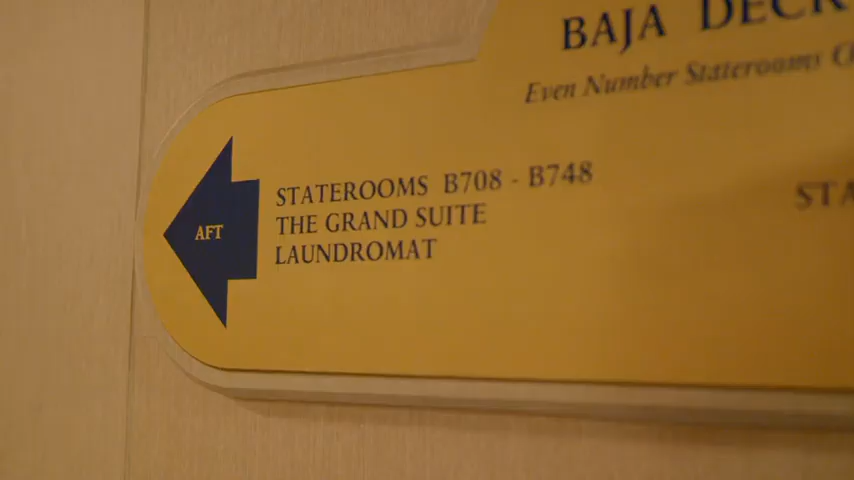 BAJA DECK
Even Number Staterooms
AFT
STATEROOMS B708 - B748
THE GRAND SUITE
LAUNDROMAT